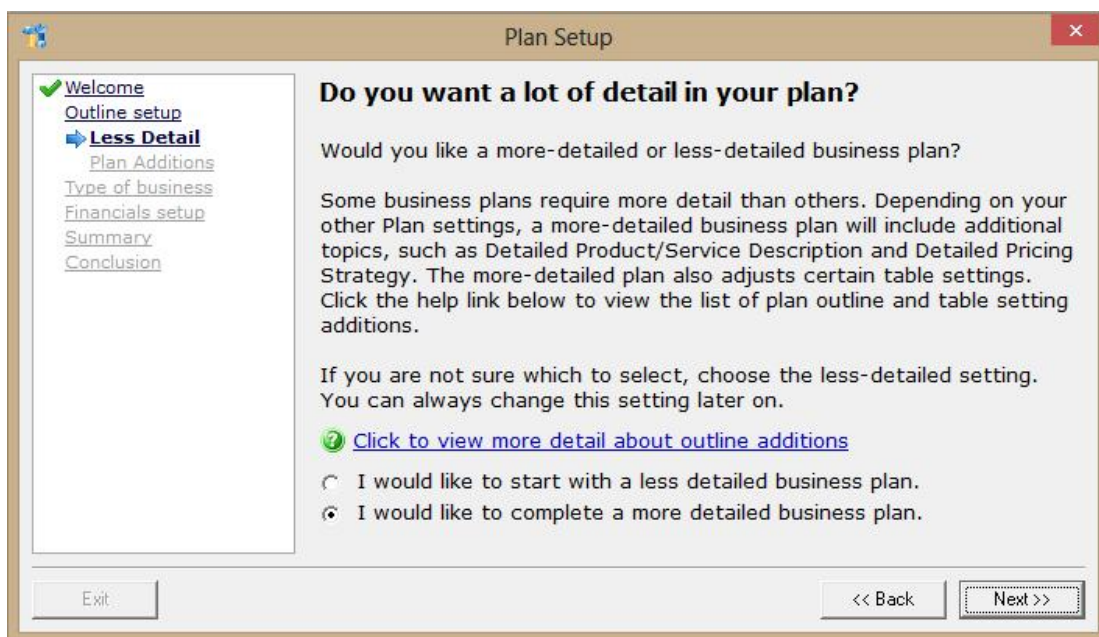 Plan Setup
Welcome
Outline setup
Less Detail
Plan Additions
Type of business
Financials setup
Summary
Conclusion
Do you want a lot of detail in your plan?
Would you like a more-detailed or less-detailed business plan?
Some business plans require more detail than others. Depending on your
other Plan settings, a more-detailed business plan will include additional
topics, such as Detailed Product/Service Description and Detailed Pricing
Strategy. The more-detailed plan also adjusts certain table settings.
Click the help link below to view the list of plan outline and table setting
additions.
If you are not sure which to select, choose the less-detailed setting.
You can always change this setting later on.
Click to view more detail about outline additions
I would like to start with a less detailed business plan.
I would like to complete a more detailed business plan.
Exit
<< Back
Next >>